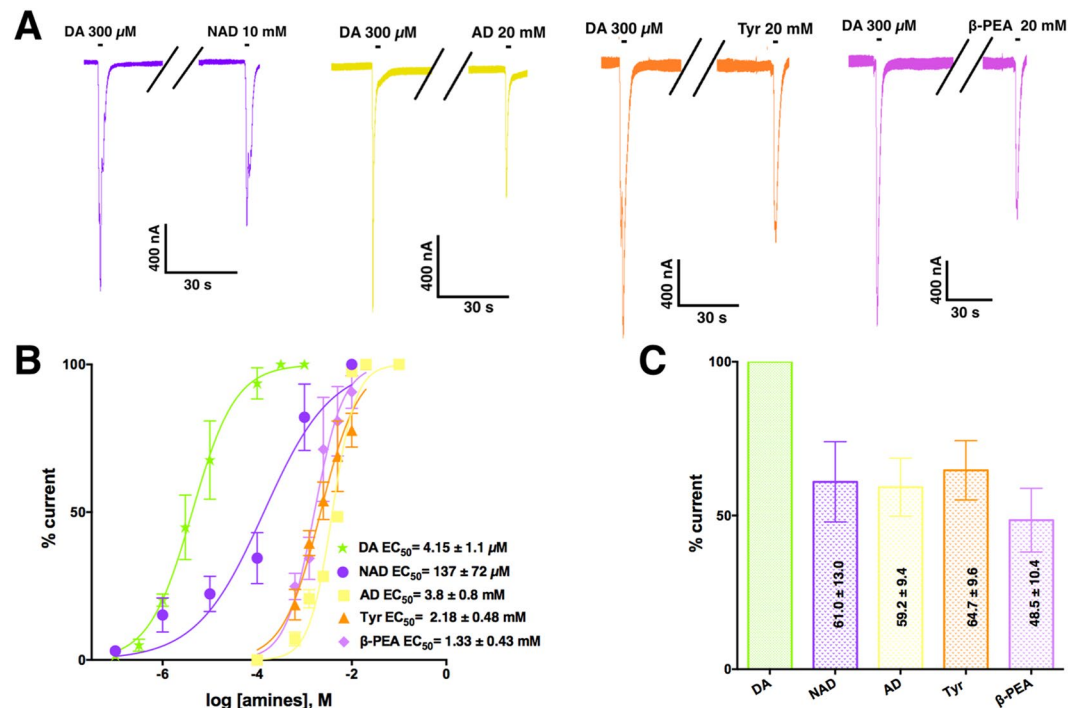 A
DA 300 µM NAD 10 mM DA 300 µM AD 20 mM DA 300 µM Tyr 20 mM DA 300 µM β-PEA 20 mM
400 nA
30 s
400 nA
30 s
400 nA
30 s
400 nA
30 s
B
% current
100
50
0
-6 -4 -2 0
log [amines], M
DA EC50= 4.15 ± 1.1 µM
NAD EC50= 137 ± 72 µM
AD EC50= 3.8 ± 0.8 mM
Tyr EC50= 2.18 ± 0.48 mM
β-PEA EC50= 1.33 ± 0.43 mM
C
% current
100
50
0
61.0 ± 13.0
59.2 ± 9.4
64.7 ± 9.6
48.5 ± 10.4
DA NAD AD Tyr β-PEA